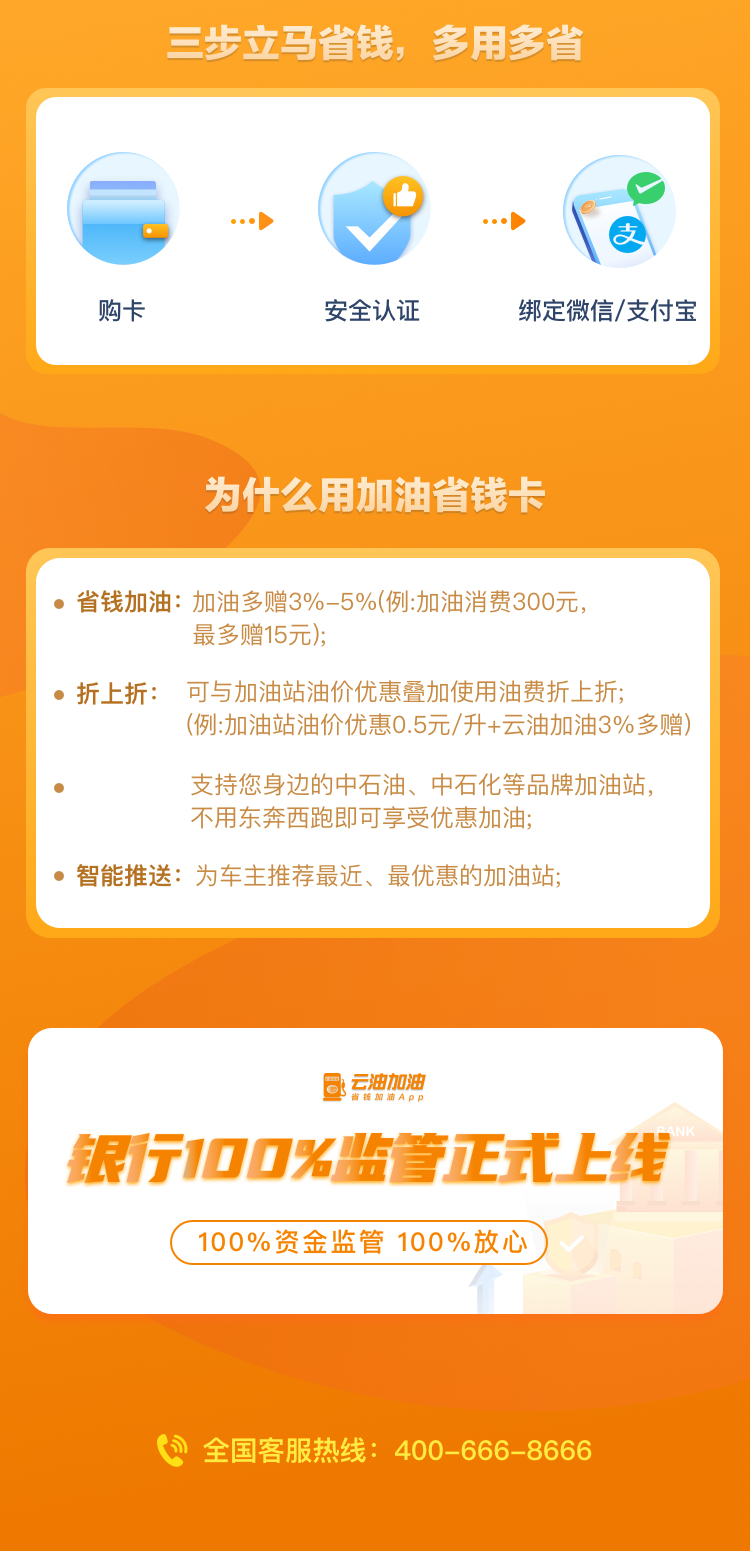 三步立马省钱，多用多省
购卡
安全认证
绑定微信/支付宝
为什么用加油省钱卡
省钱加油：加油多赠3%-5%(例:加油消费300元，
最多赠15元);
折上折：可与加油站油价优惠叠加使用油费折上折;
(例:加油站油价优惠0.5元/升+云油加油3%多赠)
支持您身边的中石油、中石化等品牌加油站，
不用东奔西跑即可享受优惠加油;
智能推送：为车主推荐最近、最优惠的加油站;
云油加油
省钱加油App
BANK
银行100%监管正式上线
100%资金监管 100%放心
全国客服热线：400-666-8666